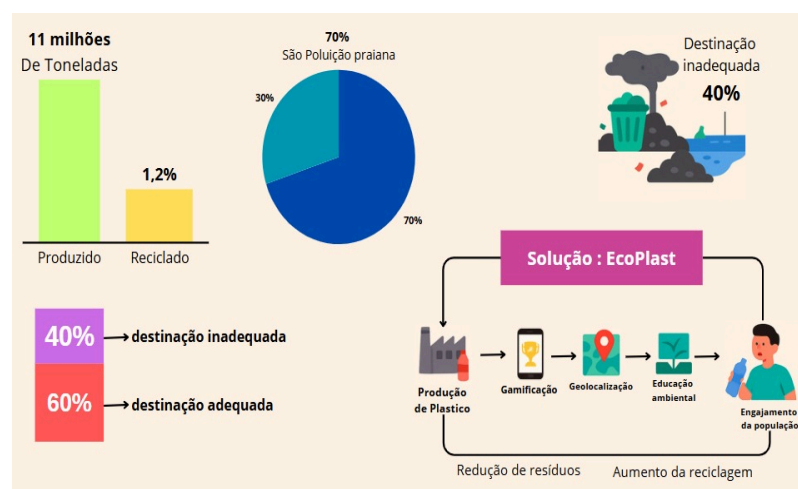 11 milhões
De Toneladas
1,2%
Produzido
Reciclado
70%
São Poluição praiana
30%
70%
Destinação
inadequada
40%
40%
destinação inadequada
60%
destinação adequada
Solução : EcoPlast
Produção
de Plastico
Gamificação
Geolocalização
Educação
ambiental
Engajamento
da população
Redução de resíduos
Aumento da reciclagem